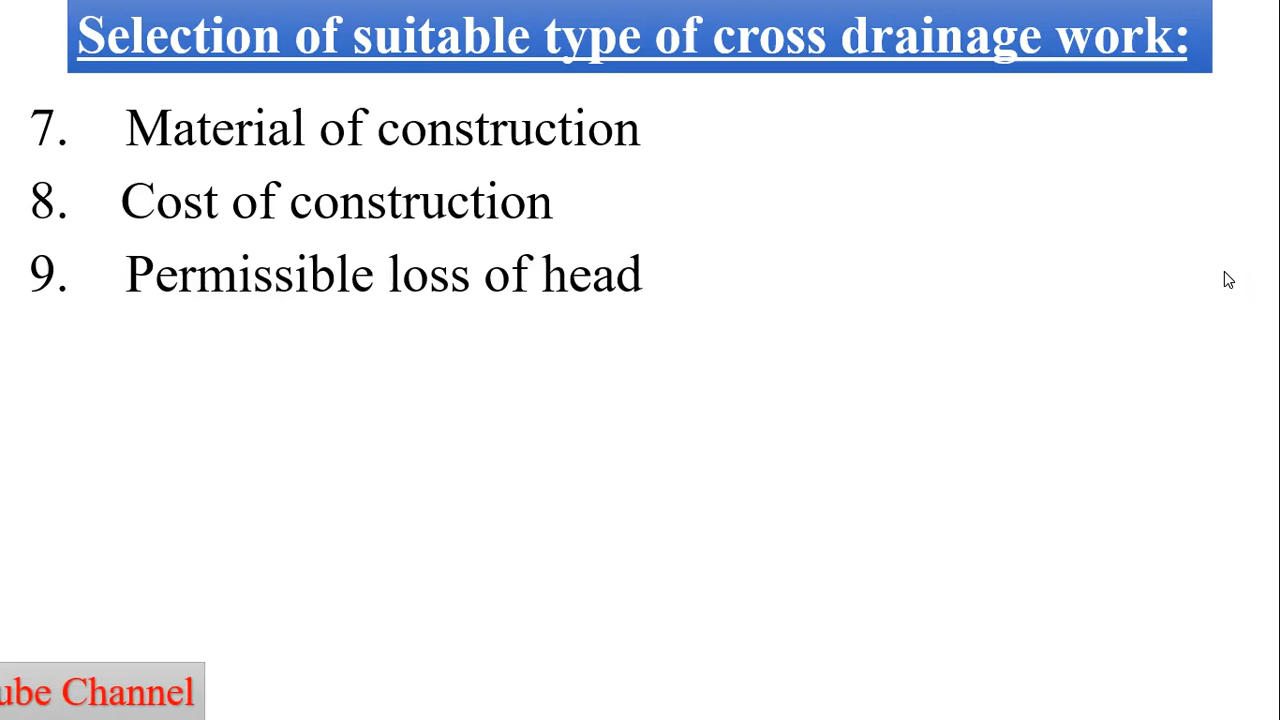 Selection of suitable type of cross drainage work:
7. Material of construction
8. Cost of construction
9. Permissible loss of head
ube Channel